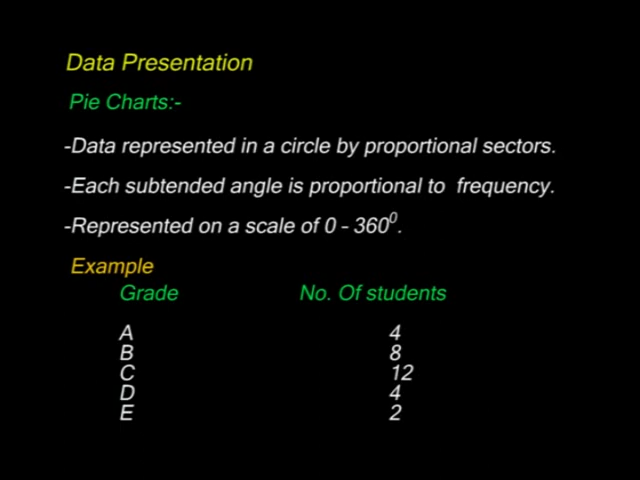 Data Presentation
Pie Charts:-
-Data represented in a circle by proportional sectors.
-Each subtended angle is proportional to frequency.
-Represented on a scale of 0 - 360⁰.
Example
Grade No. Of students
A 4
B 8
C 12
D 4
E 2